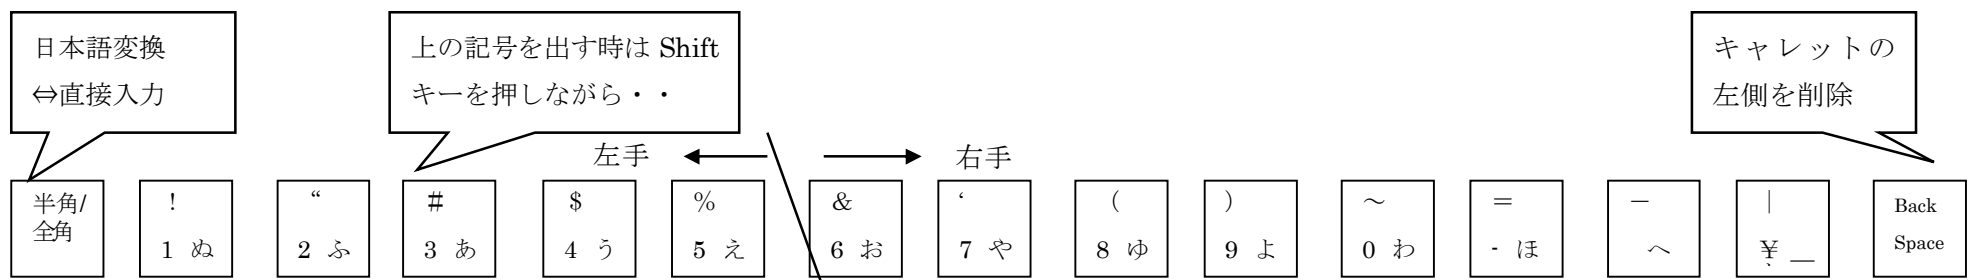 日本語変換
⇔直接入力
上の記号を出す時は Shift
キーを押しながら・・
キャレットの
左側を削除
左手
右手
半角/
全角
!
1 ぬ
“
2 ふ
#
3 あ
$
4 う
%
5 え
&
6 お
‘
7 や
(
8 ゆ
)
9 よ
～
0 わ
＝
- ほ
－
へ
|
¥ __
Back
Space